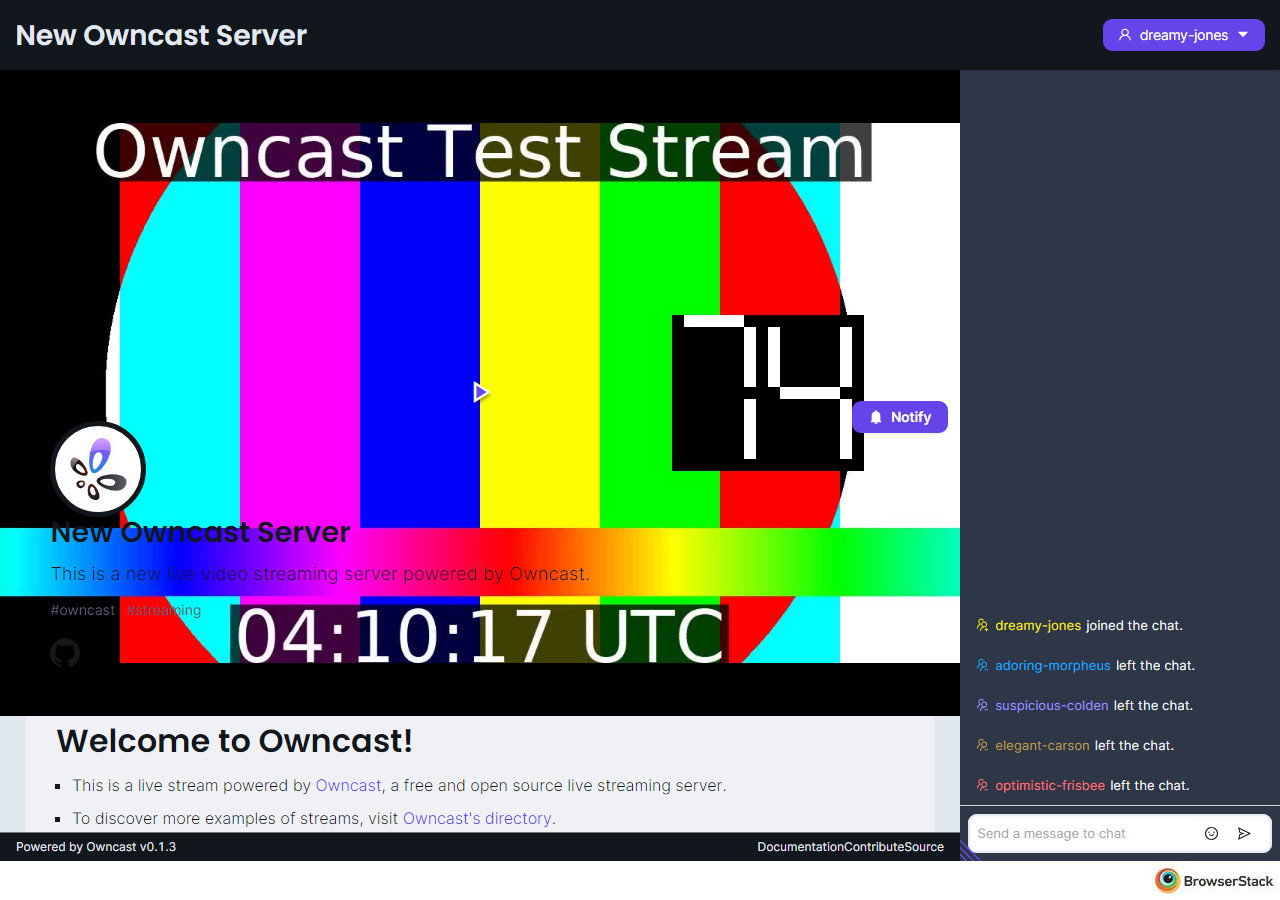 New Owncast Server
dreamy-jones
Owncast Test Stream
74
Notify
New Owncast Server
This is a new live video streaming server powered by Owncast.
#owncast #streaming
04:10:17 UTC
Welcome to Owncast!
This is a live stream powered by Owncast, a free and open source live streaming server.
To discover more examples of streams, visit Owncast's directory.
Powered by Owncast v0.1.3
DocumentationContributeSource
dreamy-jones joined the chat.
adoring-morpheus left the chat.
suspicious-colden left the chat.
elegant-carson left the chat.
optimistic-frisbee left the chat.
Send a message to chat
BrowserStack